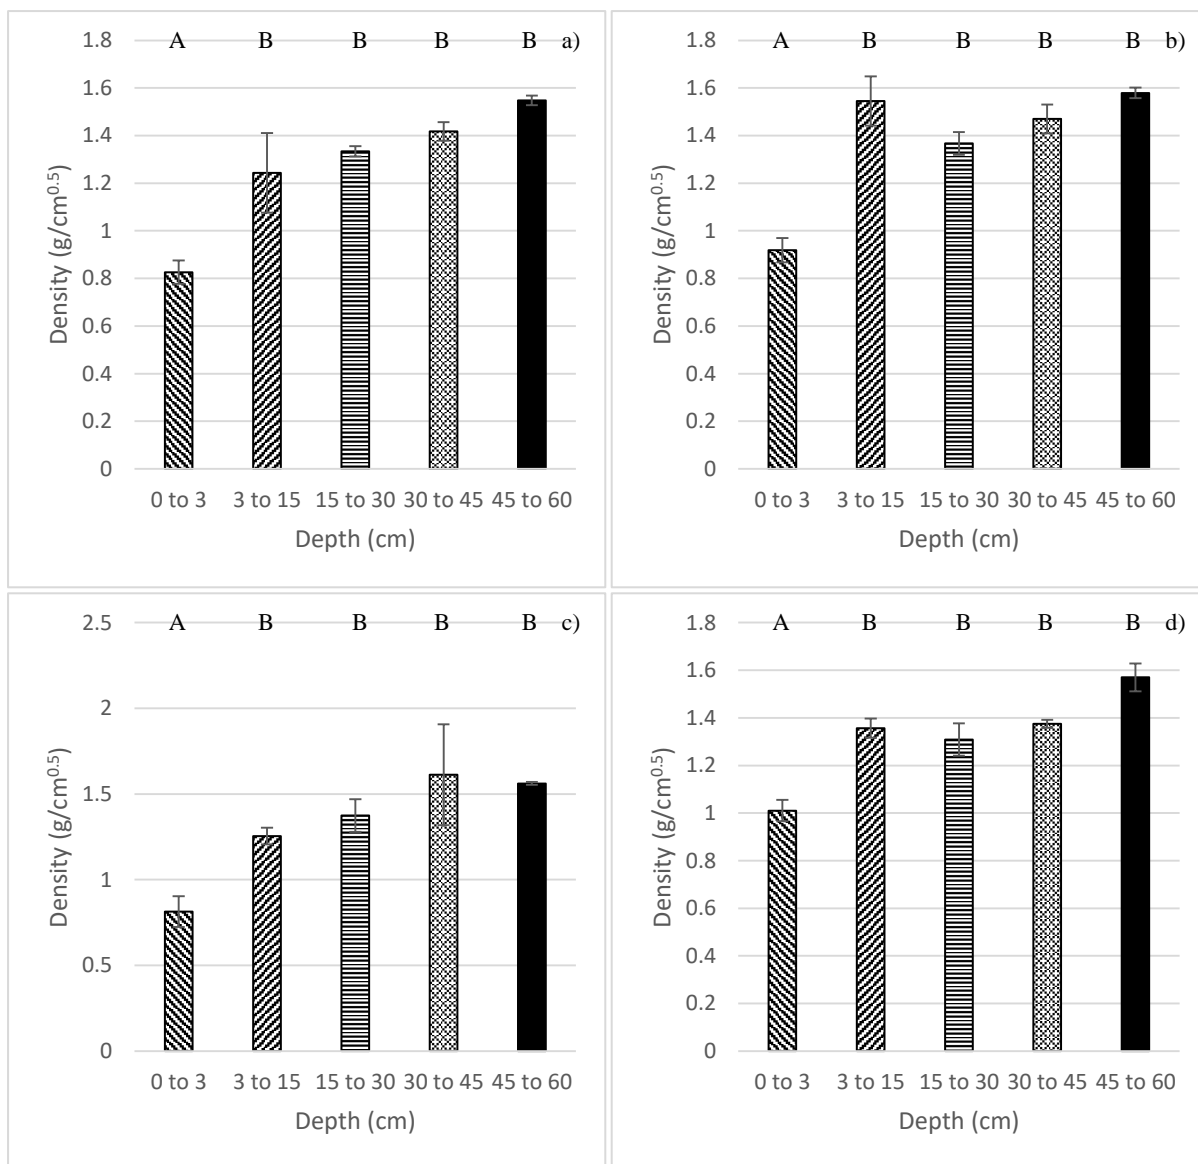 A B B B B a)
1.8
1.6
1.4
1.2
1
0.8
0.6
0.4
0.2
0
Density (g/cm0.5)
0 to 3 3 to 15 15 to 30 30 to 45 45 to 60
Depth (cm)
A B B B B b)
1.8
1.6
1.4
1.2
1
0.8
0.6
0.4
0.2
0
Density (g/cm0.5)
0 to 3 3 to 15 15 to 30 30 to 45 45 to 60
Depth (cm)
A B B B B c)
2.5
2
1.5
1
0.5
0
Density (g/cm0.5)
0 to 3 3 to 15 15 to 30 30 to 45 45 to 60
Depth (cm)
A B B B B d)
1.8
1.6
1.4
1.2
1
0.8
0.6
0.4
0.2
0
Density (g/cm0.5)
0 to 3 3 to 15 15 to 30 30 to 45 45 to 60
Depth (cm)